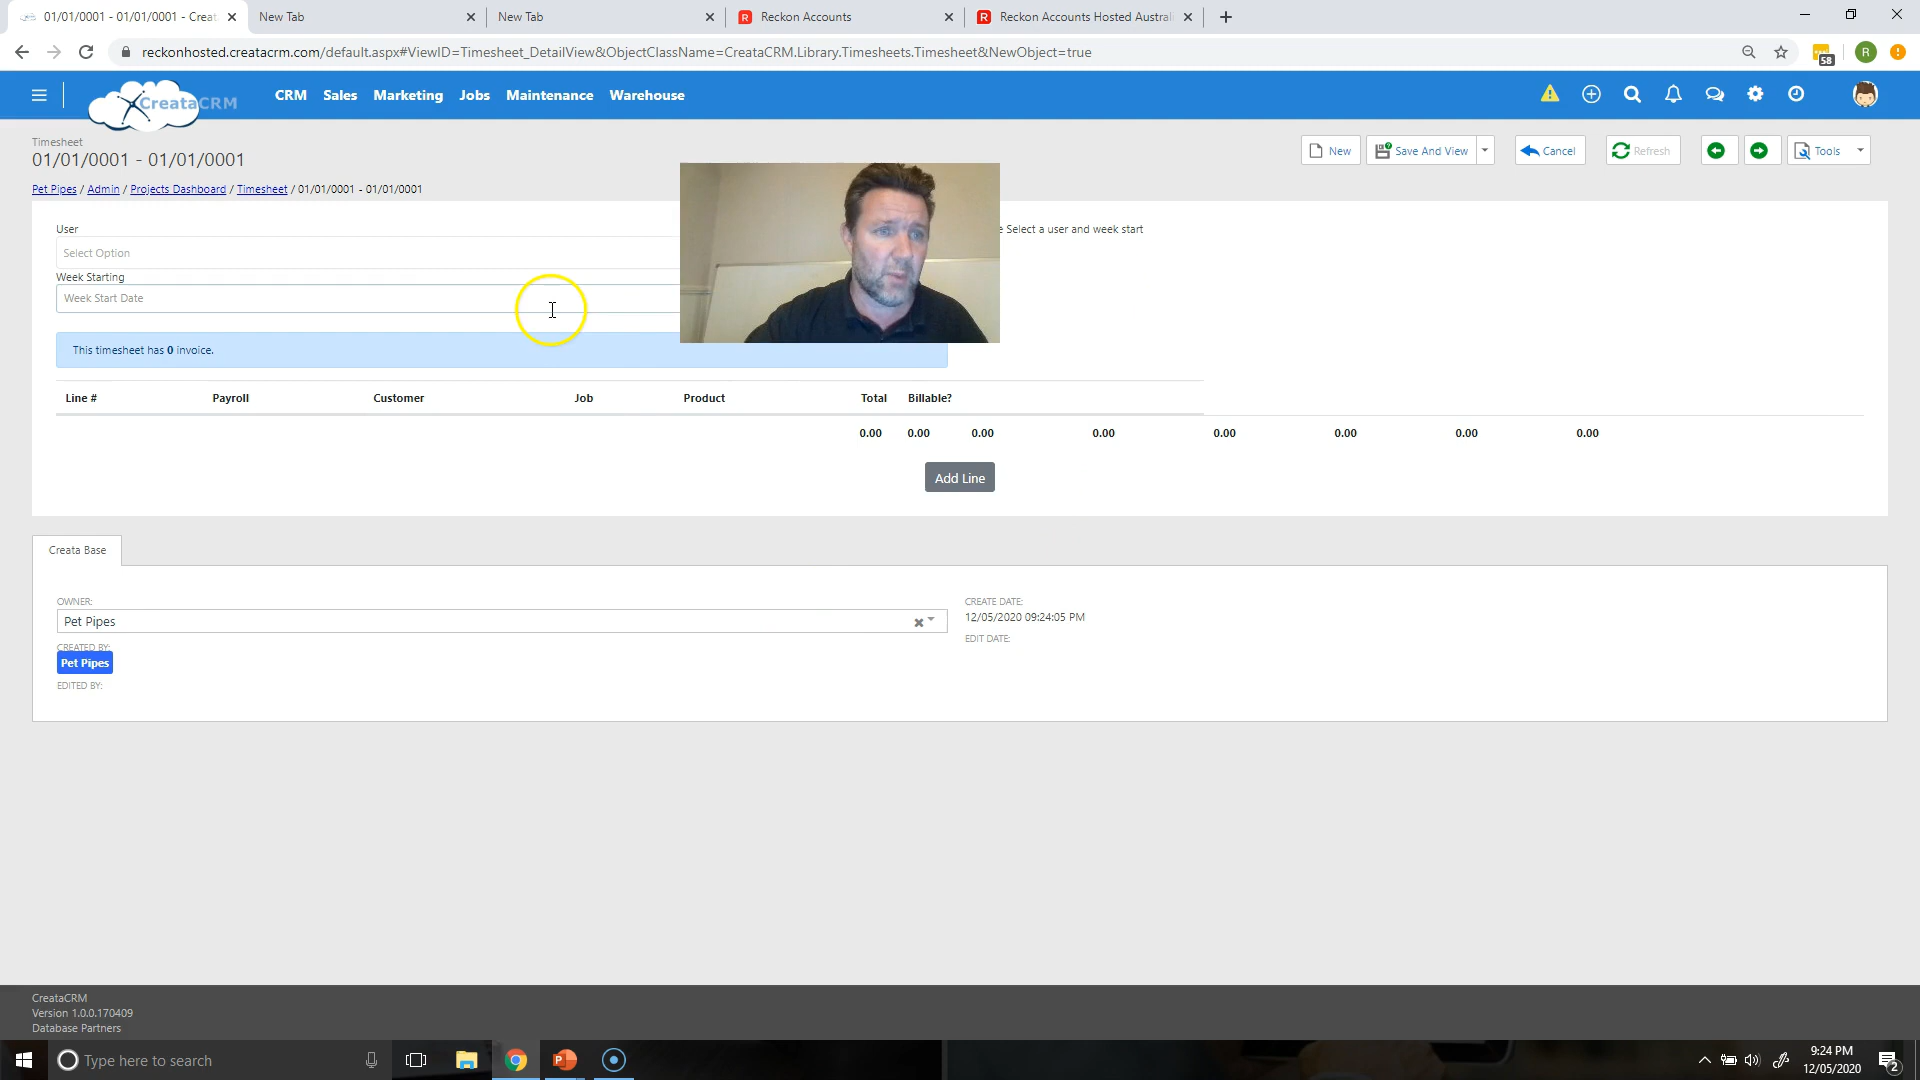 01/01/0001 - 01/01/0001 - Creat
New Tab
New Tab
Reckon Accounts
Reckon Accounts Hosted Austral
reckonhosted.creatacrm.com/default.aspx#ViewID=Timesheet_DetailView&ObjectClassName=CreataCRM.Library.Timesheets.Timesheet&NewObject=true
58
R
CreataCRM
CRM Sales Marketing Jobs Maintenance Warehouse
Timesheet
01/01/0001 - 01/01/0001
New
Save And View
Cancel
Refresh
Tools
Pet Pipes / Admin / Projects Dashboard / Timesheet / 01/01/0001 - 01/01/0001
User
Select a user and week start
Select Option
Week Starting
Week Start Date
This timesheet has 0 invoice.
Line # Payroll Customer Job Product Total Billable?
0.00 0.00 0.00 0.00 0.00 0.00 0.00 0.00
Add Line
Creata Base
OWNER:
Pet Pipes
CREATED BY:
Pet Pipes
EDITED BY:
CREATE DATE:
12/05/2020 09:24:05 PM
EDIT DATE:
CreataCRM
Version 1.0.0.170409
Database Partners
Type here to search
9:24 PM
12/05/2020
2